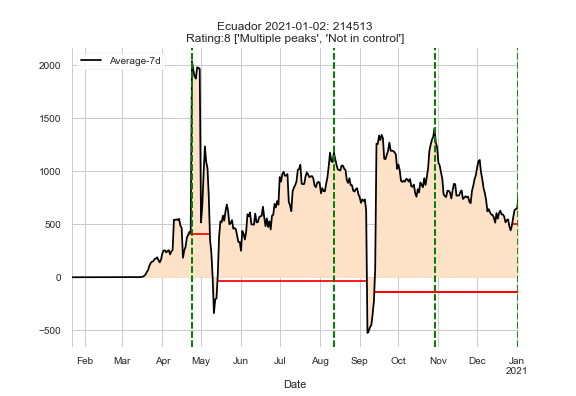 Ecuador 2021-01-02: 214513
Rating:8 ['Multiple peaks', 'Not in control']
Average-7d
2000
1500
1000
500
0
−500
Feb Mar Apr May Jun Jul Aug Sep Oct Nov Dec Jan
2021
Date